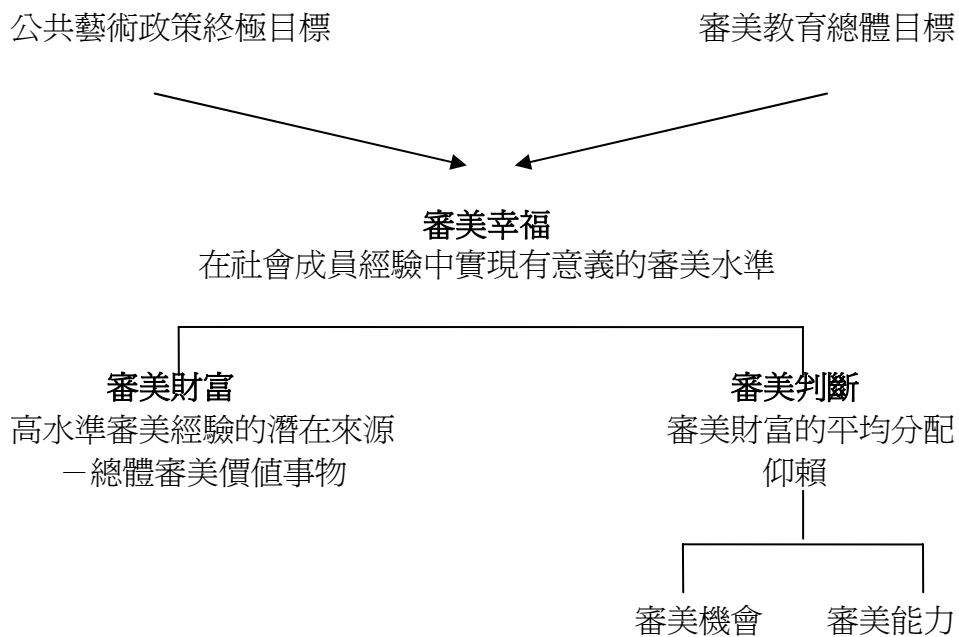 公共藝術政策終極目標
審美教育總體目標
審美幸福
在社會成員經驗中實現有意義的審美水準
審美財富
高水準審美經驗的潛在來源
－總體審美價值事物
審美判斷
審美財富的平均分配
仰賴
審美機會
審美能力